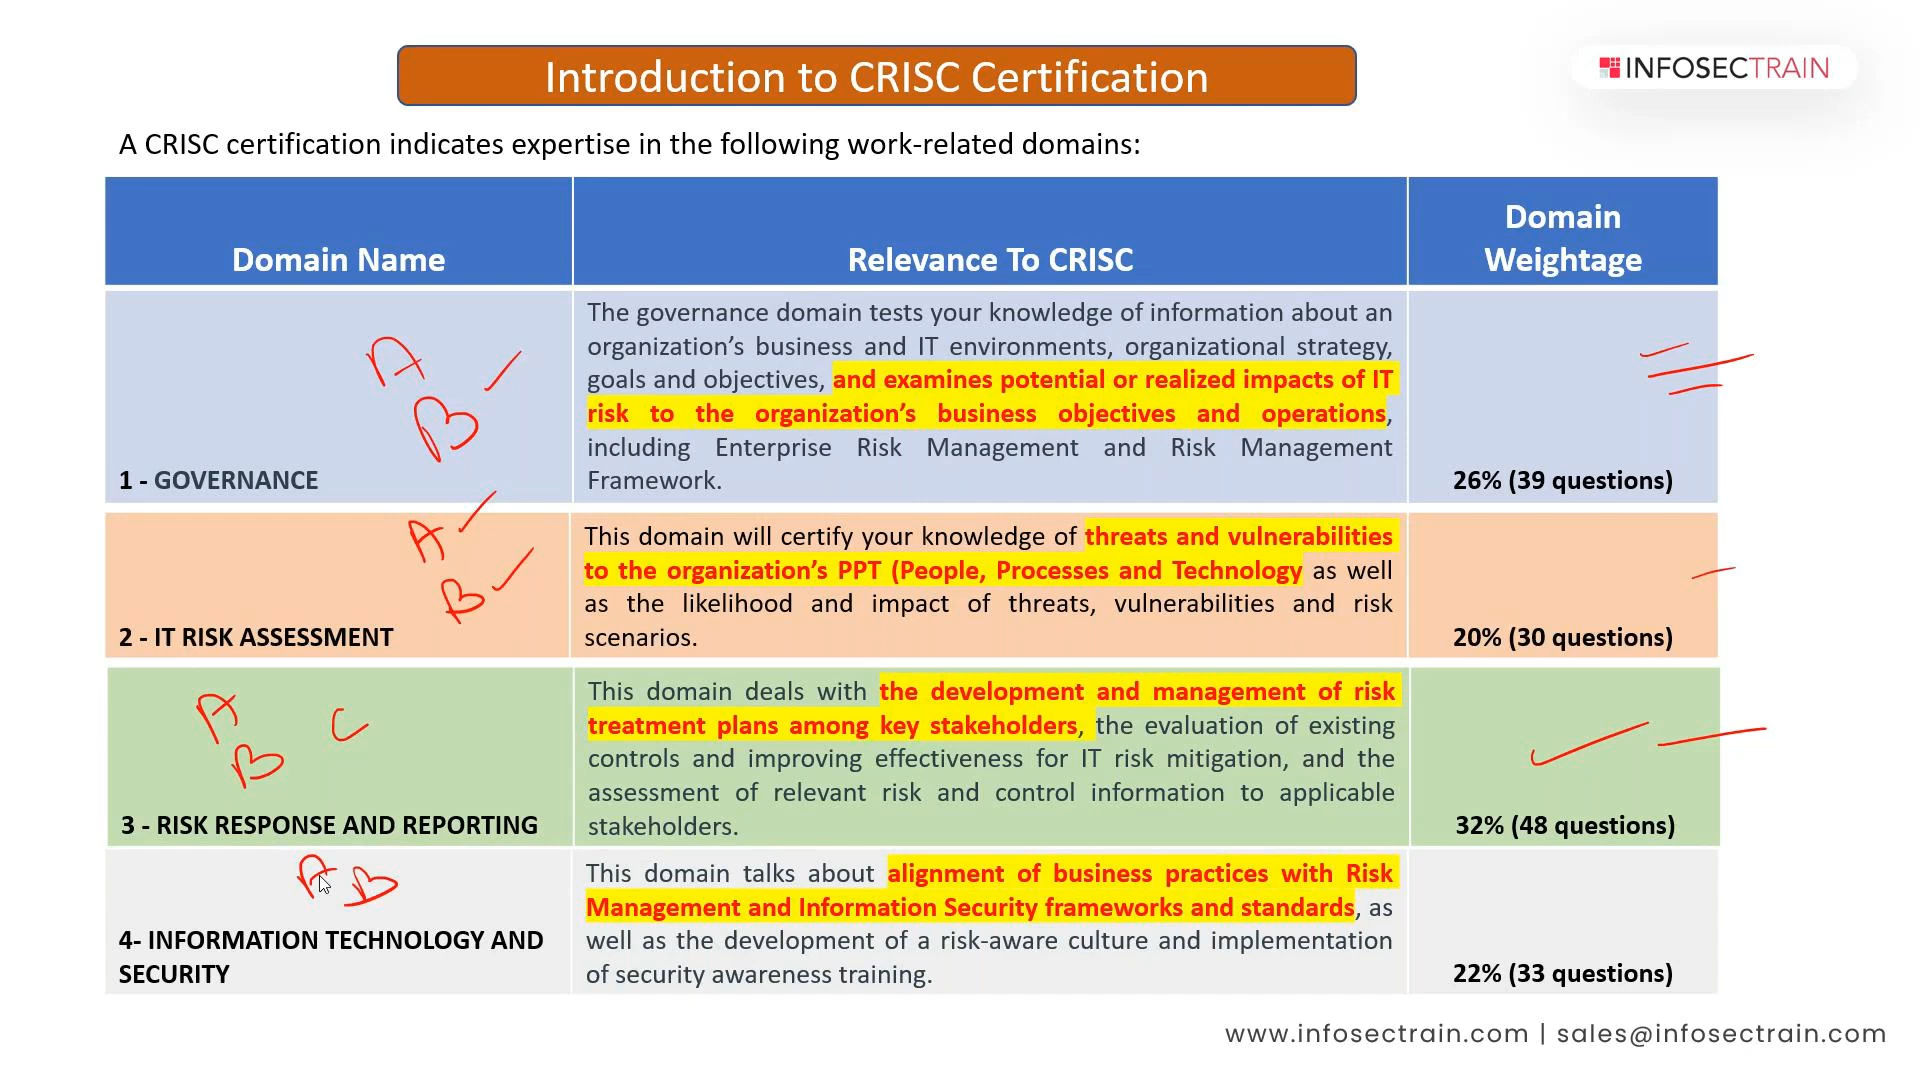 Introduction to CRISC Certification
INFOSECTRAIN
A CRISC certification indicates expertise in the following work-related domains:
Domain Name
Relevance To CRISC
Domain
Weightage
A
B
1 - GOVERNANCE
The governance domain tests your knowledge of information about an
organization’s business and IT environments, organizational strategy,
goals and objectives, and examines potential or realized impacts of IT
risk to the organization’s business objectives and operations,
including Enterprise Risk Management and Risk Management
Framework.
26% (39 questions)
A
B
2 - IT RISK ASSESSMENT
This domain will certify your knowledge of threats and vulnerabilities
to the organization’s PPT (People, Processes and Technology as well
as the likelihood and impact of threats, vulnerabilities and risk
scenarios.
20% (30 questions)
A
B
C
3 - RISK RESPONSE AND REPORTING
This domain deals with the development and management of risk
treatment plans among key stakeholders, the evaluation of existing
controls and improving effectiveness for IT risk mitigation, and the
assessment of relevant risk and control information to applicable
stakeholders.
32% (48 questions)
A B
4- INFORMATION TECHNOLOGY AND
SECURITY
This domain talks about alignment of business practices with Risk
Management and Information Security frameworks and standards, as
well as the development of a risk-aware culture and implementation
of security awareness training.
22% (33 questions)
www.infosectrain.com | sales@infosectrain.com